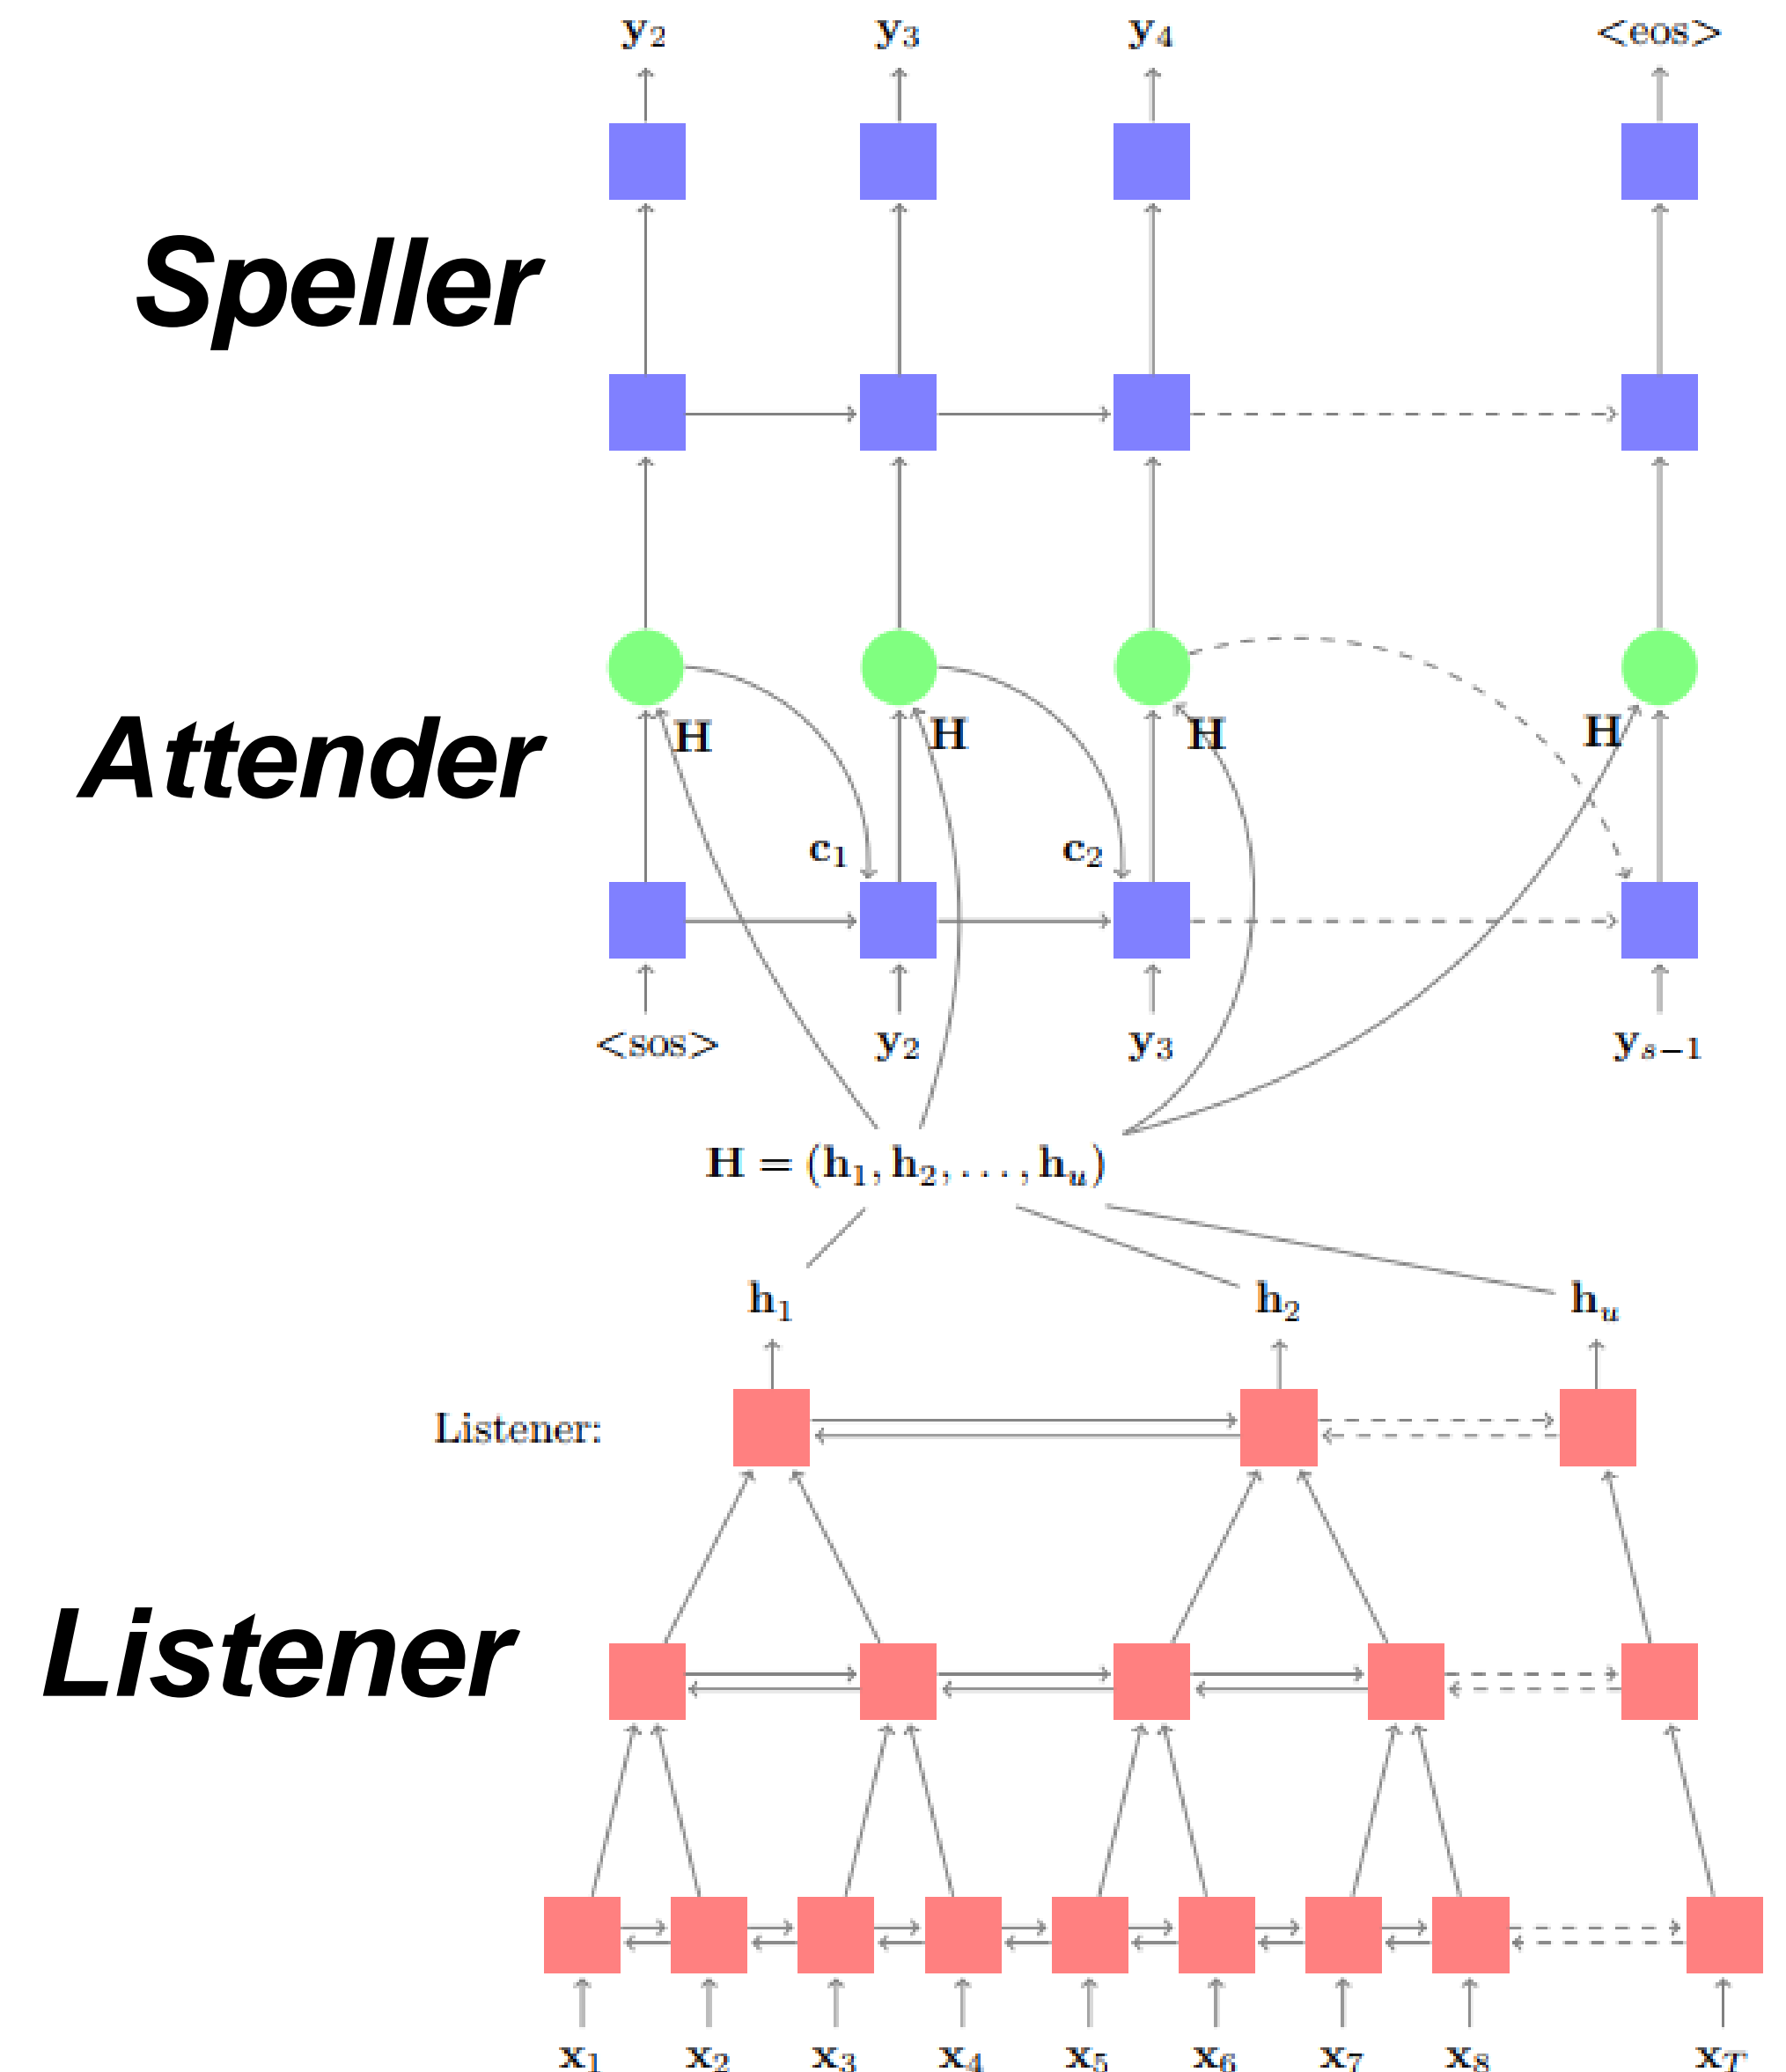 y₂ y₃ y₄ <eos>
Speller
Attender
H H H H
c₁ c₂
<sos> y₂ y₃ yₛ₋₁
H = (h₁, h₂, . . . , hᵤ)
h₁ h₂ hᵤ
Listener:
Listener
x₁ x₂ x₃ x₄ x₅ x₆ x₇ x₈ x_T